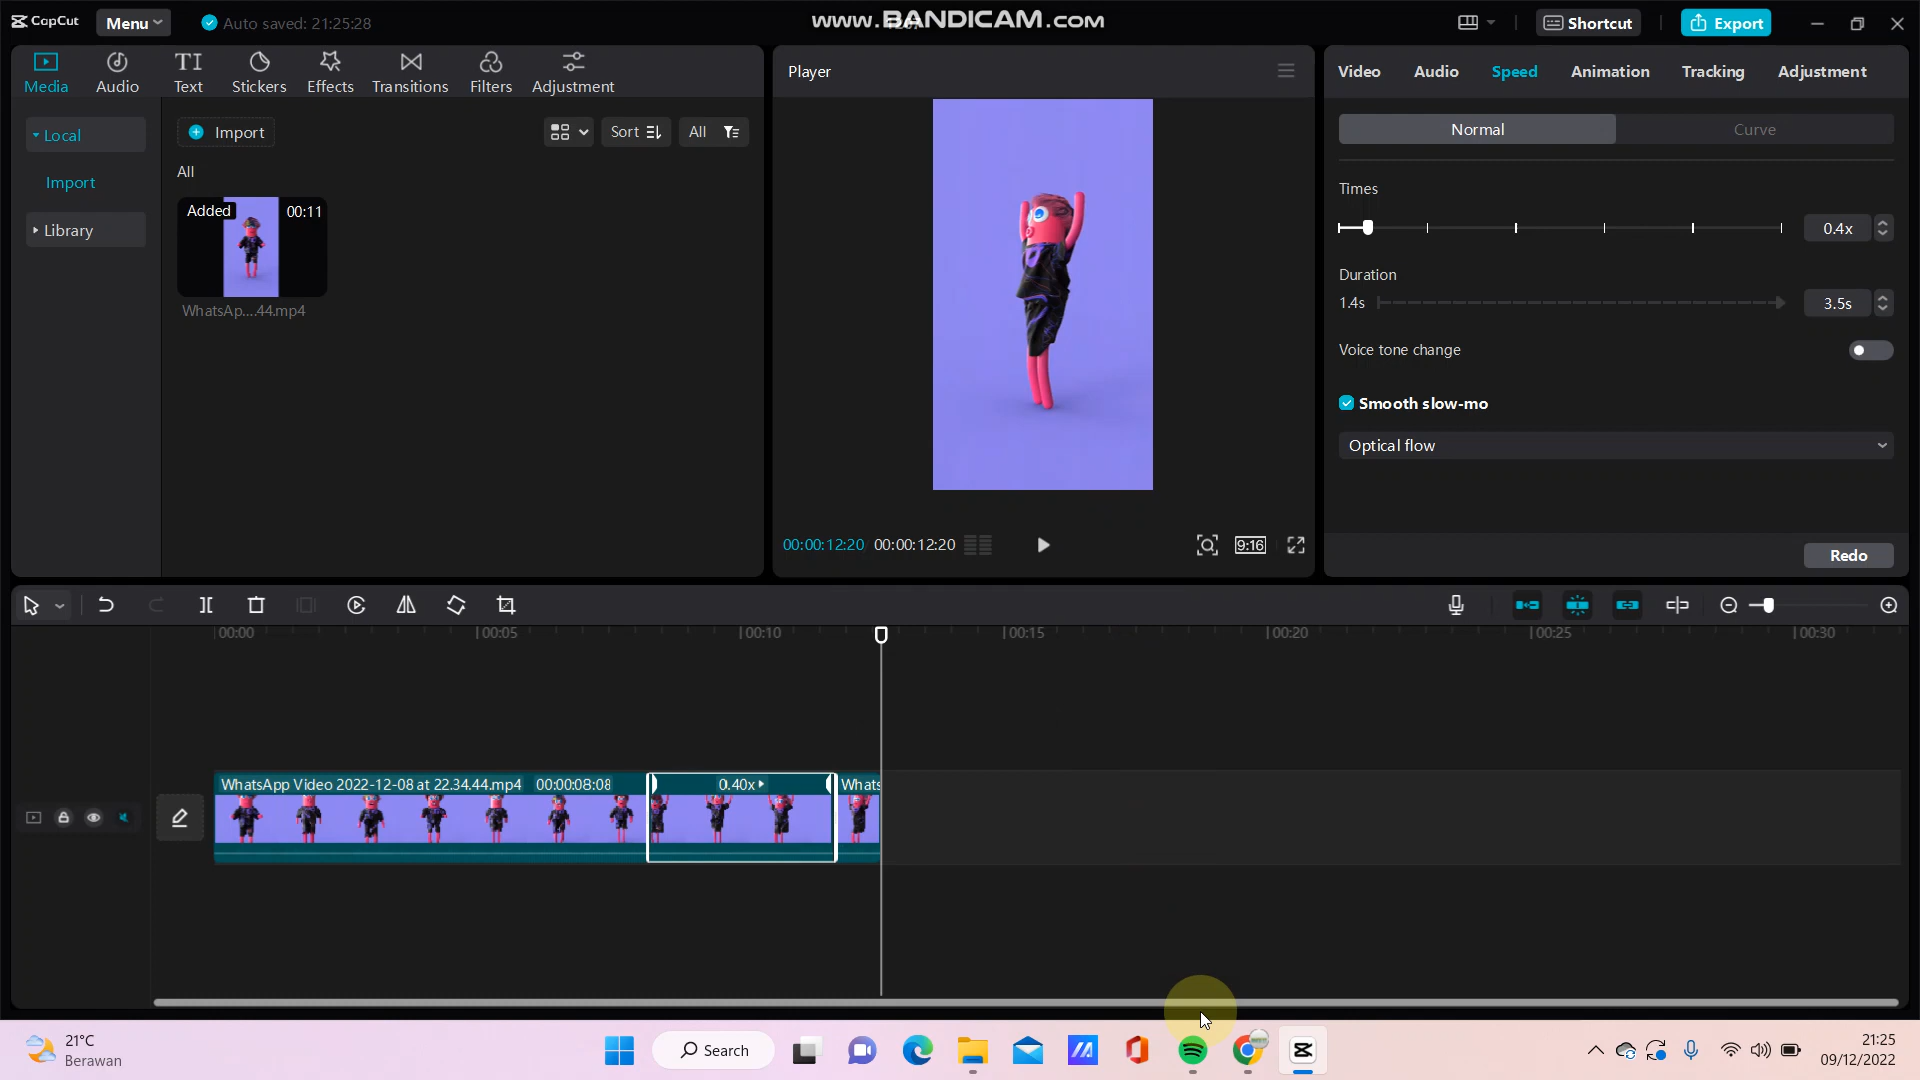 CapCut
Menu
Auto saved: 21:25:28
www.BANDICAM.com
Shortcut
Export
Media
Audio
Text
Stickers
Effects
Transitions
Filters
Adjustment
Player
Video
Audio
Speed
Animation
Tracking
Adjustment
Local
Import
Library
Import
Sort
All
All
Added
00:11
WhatsAp....44.mp4
Normal
Curve
Times
0.4x
Duration
1.4s
3.5s
Voice tone change
Smooth slow-mo
Optical flow
Redo
00:00:12:20
00:00:12:20
9:16
00:00
00:05
00:10
00:15
00:20
00:25
00:30
WhatsApp Video 2022-12-08 at 22.34.44.mp4 00:00:08:08
0.40x
Whats
21°C
Berawan
Search
21:25
09/12/2022